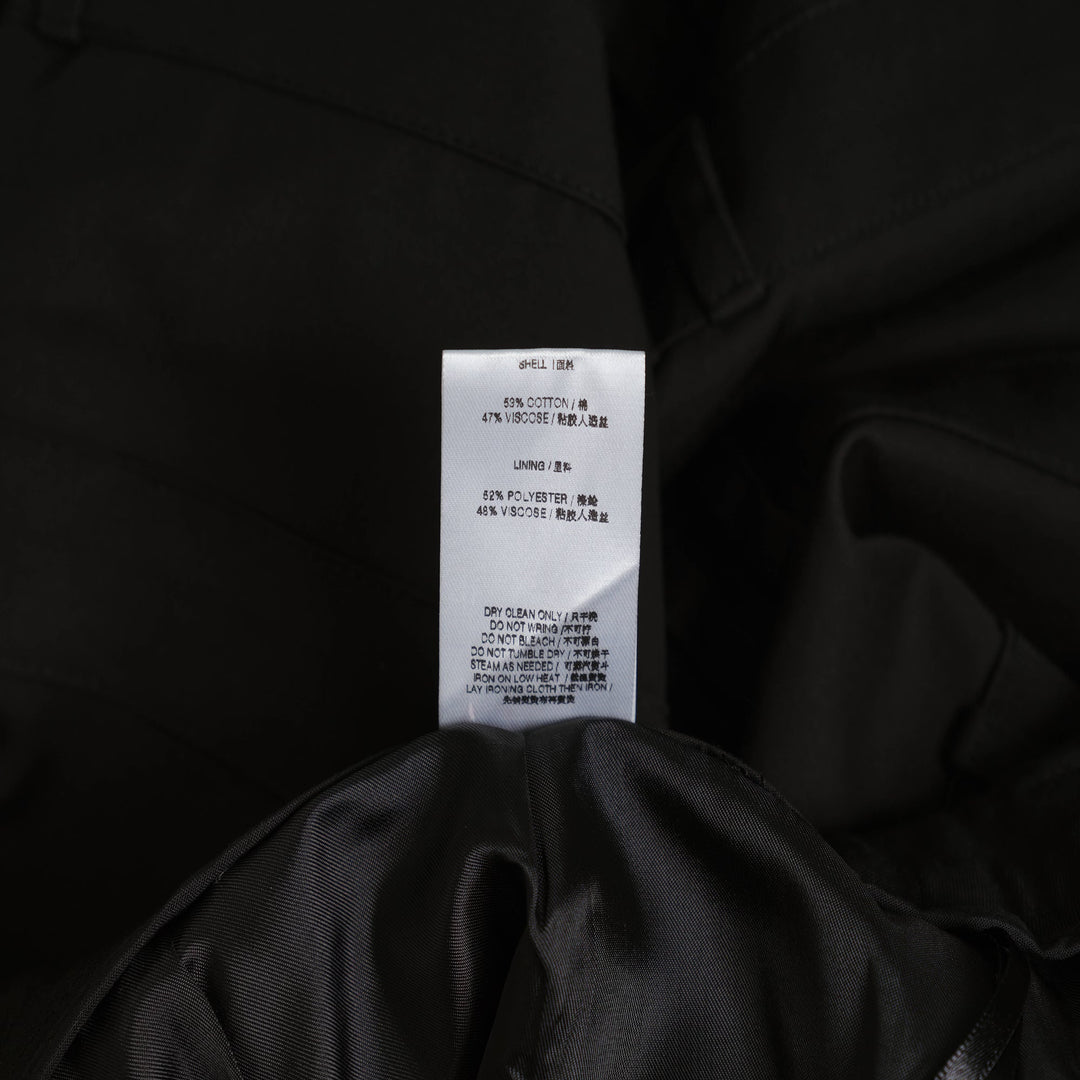 SHELL / 面料
53% COTTON / 棉
47% VISCOSE / 粘胶人造丝
LINING / 里料
52% POLYESTER /
48% VISCOSE / 粘胶人造丝
DRY CLEAN ONLY / 只干洗
DO NOT WRING / 不可拧
DO NOT BLEACH / 不可漂白
DO NOT TUMBLE DRY / 不可烘干
STEAM AS NEEDED / 可蒸汽熨斗
IRON ON LOW HEAT / 低温熨烫
LAY IRONING CLOTH THEN IRON /